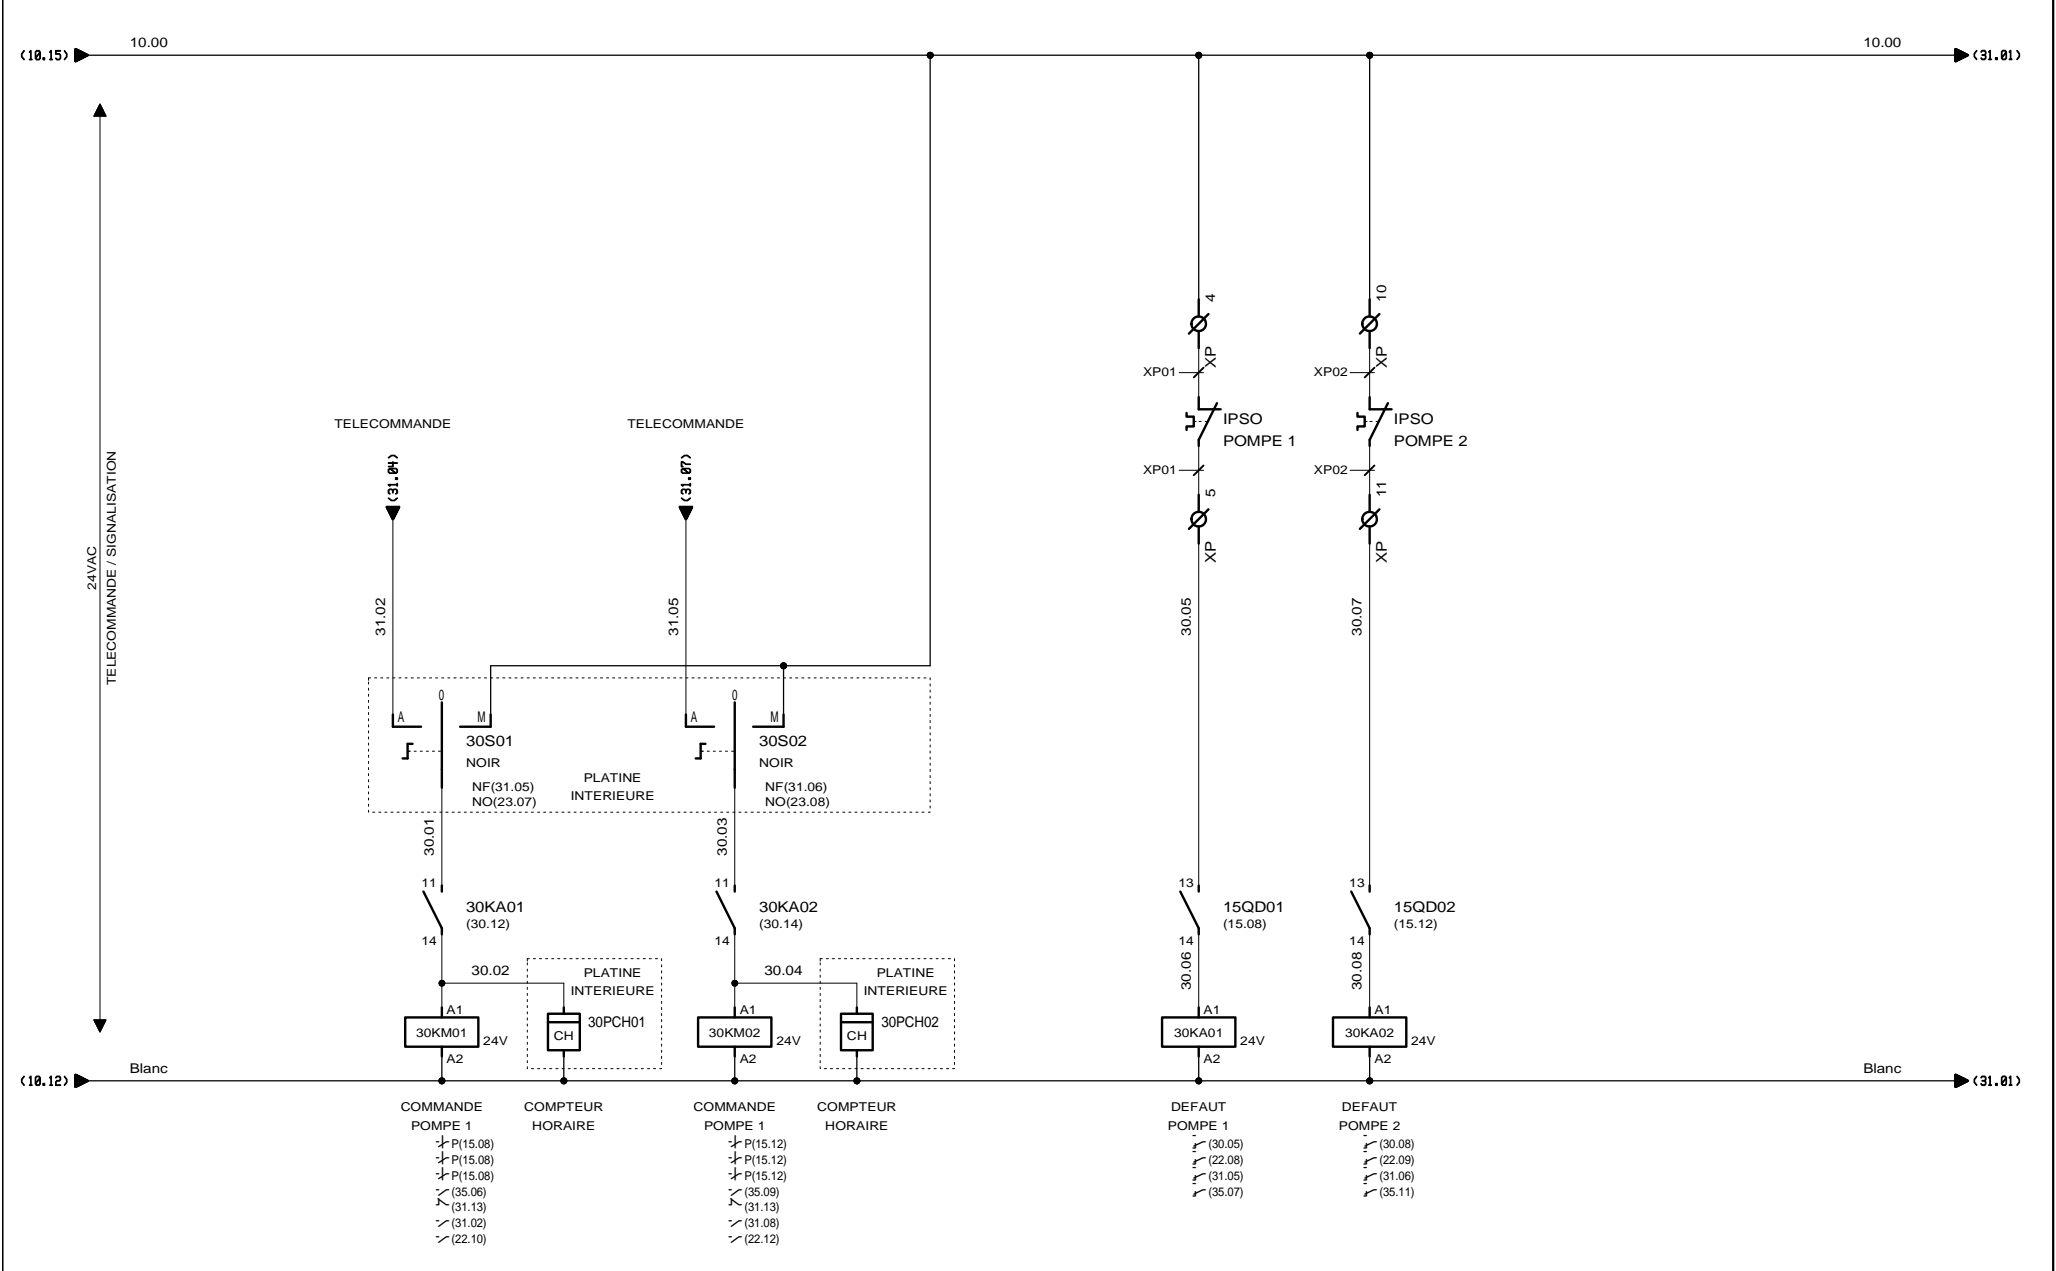 10.00
10.00
(10.15)
(31.01)
24VAC
TELECOMMANDE / SIGNALISATION
4
10
XP
XP
XP01
XP02
TELECOMMANDE
TELECOMMANDE
IPSO
POMPE 1
IPSO
POMPE 2
(31.04)
(31.07)
XP01
XP02
5
11
XP
XP
31.02
31.05
30.05
30.07
0
0
A
M
A
M
30S01
NOIR
NF(31.05)
NO(23.07)
PLATINE
INTERIEURE
30S02
NOIR
NF(31.06)
NO(23.08)
30.01
30.03
11
30KA01
(30.12)
14
11
30KA02
(30.14)
14
13
15QD01
(15.08)
14
13
15QD02
(15.12)
14
30.02
PLATINE
INTERIEURE
30.04
PLATINE
INTERIEURE
30.06
30.08
A1
30KM01
24V
A2
30PCH01
CH
A1
30KM02
24V
A2
30PCH02
CH
A1
30KA01
24V
A2
A1
30KA02
24V
A2
Blanc
Blanc
(10.12)
(31.01)
COMMANDE
POMPE 1
P(15.08)
P(15.08)
P(15.08)
(35.06)
(31.13)
(31.02)
(22.10)
COMPTEUR
HORAIRE
COMMANDE
POMPE 1
P(15.12)
P(15.12)
P(15.12)
(35.09)
(31.13)
(31.08)
(22.12)
COMPTEUR
HORAIRE
DEFAUT
POMPE 1
(30.05)
(22.08)
(31.05)
(35.07)
DEFAUT
POMPE 2
(30.08)
(22.09)
(31.06)
(35.11)